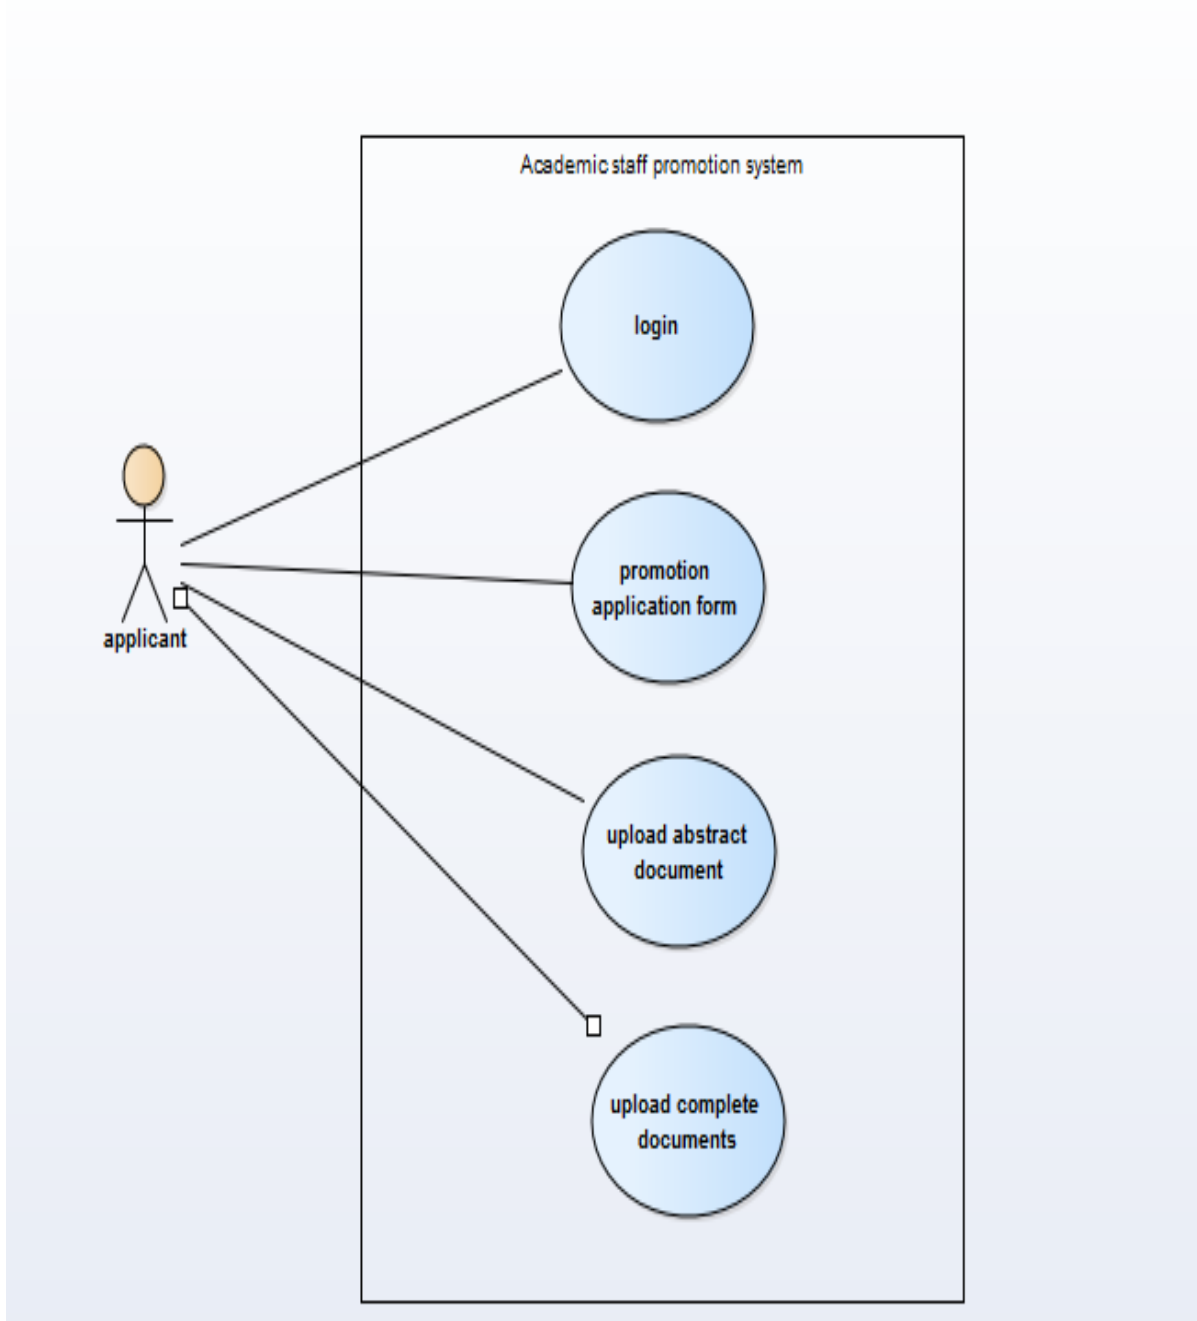 Academic staff promotion system
login
promotion
application form
applicant
upload abstract
document
upload complete
documents